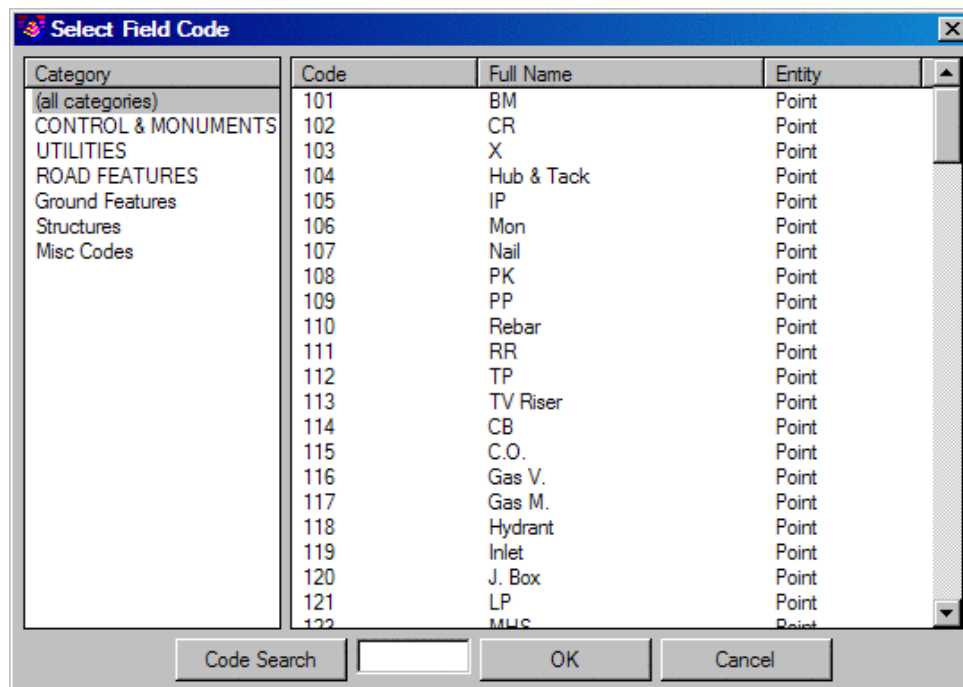 Select Field Code
Category
(all categories)
CONTROL & MONUMENTS
UTILITIES
ROAD FEATURES
Ground Features
Structures
Misc Codes
Code Full Name Entity
101 BM Point
102 CR Point
103 X Point
104 Hub & Tack Point
105 IP Point
106 Mon Point
107 Nail Point
108 PK Point
109 PP Point
110 Rebar Point
111 RR Point
112 TP Point
113 TV Riser Point
114 CB Point
115 C.O. Point
116 Gas V. Point
117 Gas M. Point
118 Hydrant Point
119 Inlet Point
120 J. Box Point
121 LP Point
122 MHS Point
Code Search OK Cancel